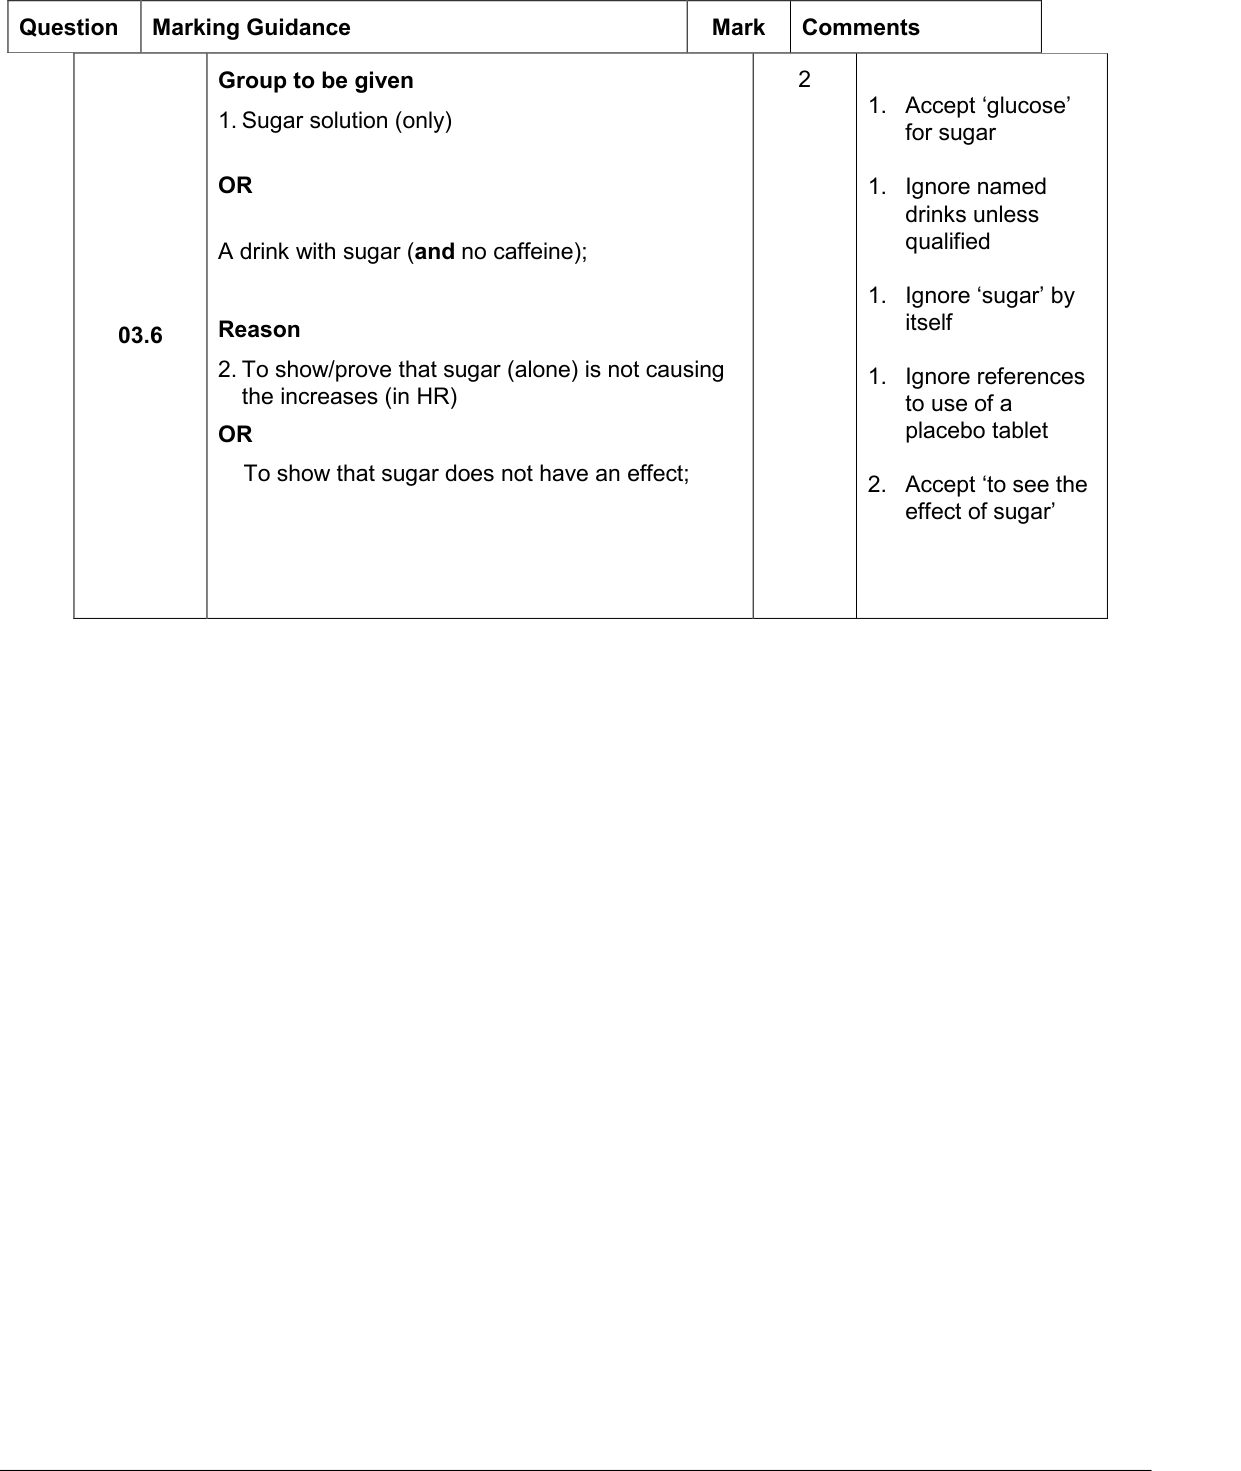 Question Marking Guidance Mark Comments
Group to be given
1. Sugar solution (only)
OR
A drink with sugar (and no caffeine);
Reason
2. To show/prove that sugar (alone) is not causing
the increases (in HR)
OR
To show that sugar does not have an effect;
03.6
2
1. Accept ‘glucose’
for sugar
1. Ignore named
drinks unless
qualified
1. Ignore ‘sugar’ by
itself
1. Ignore references
to use of a
placebo tablet
2. Accept ‘to see the
effect of sugar’